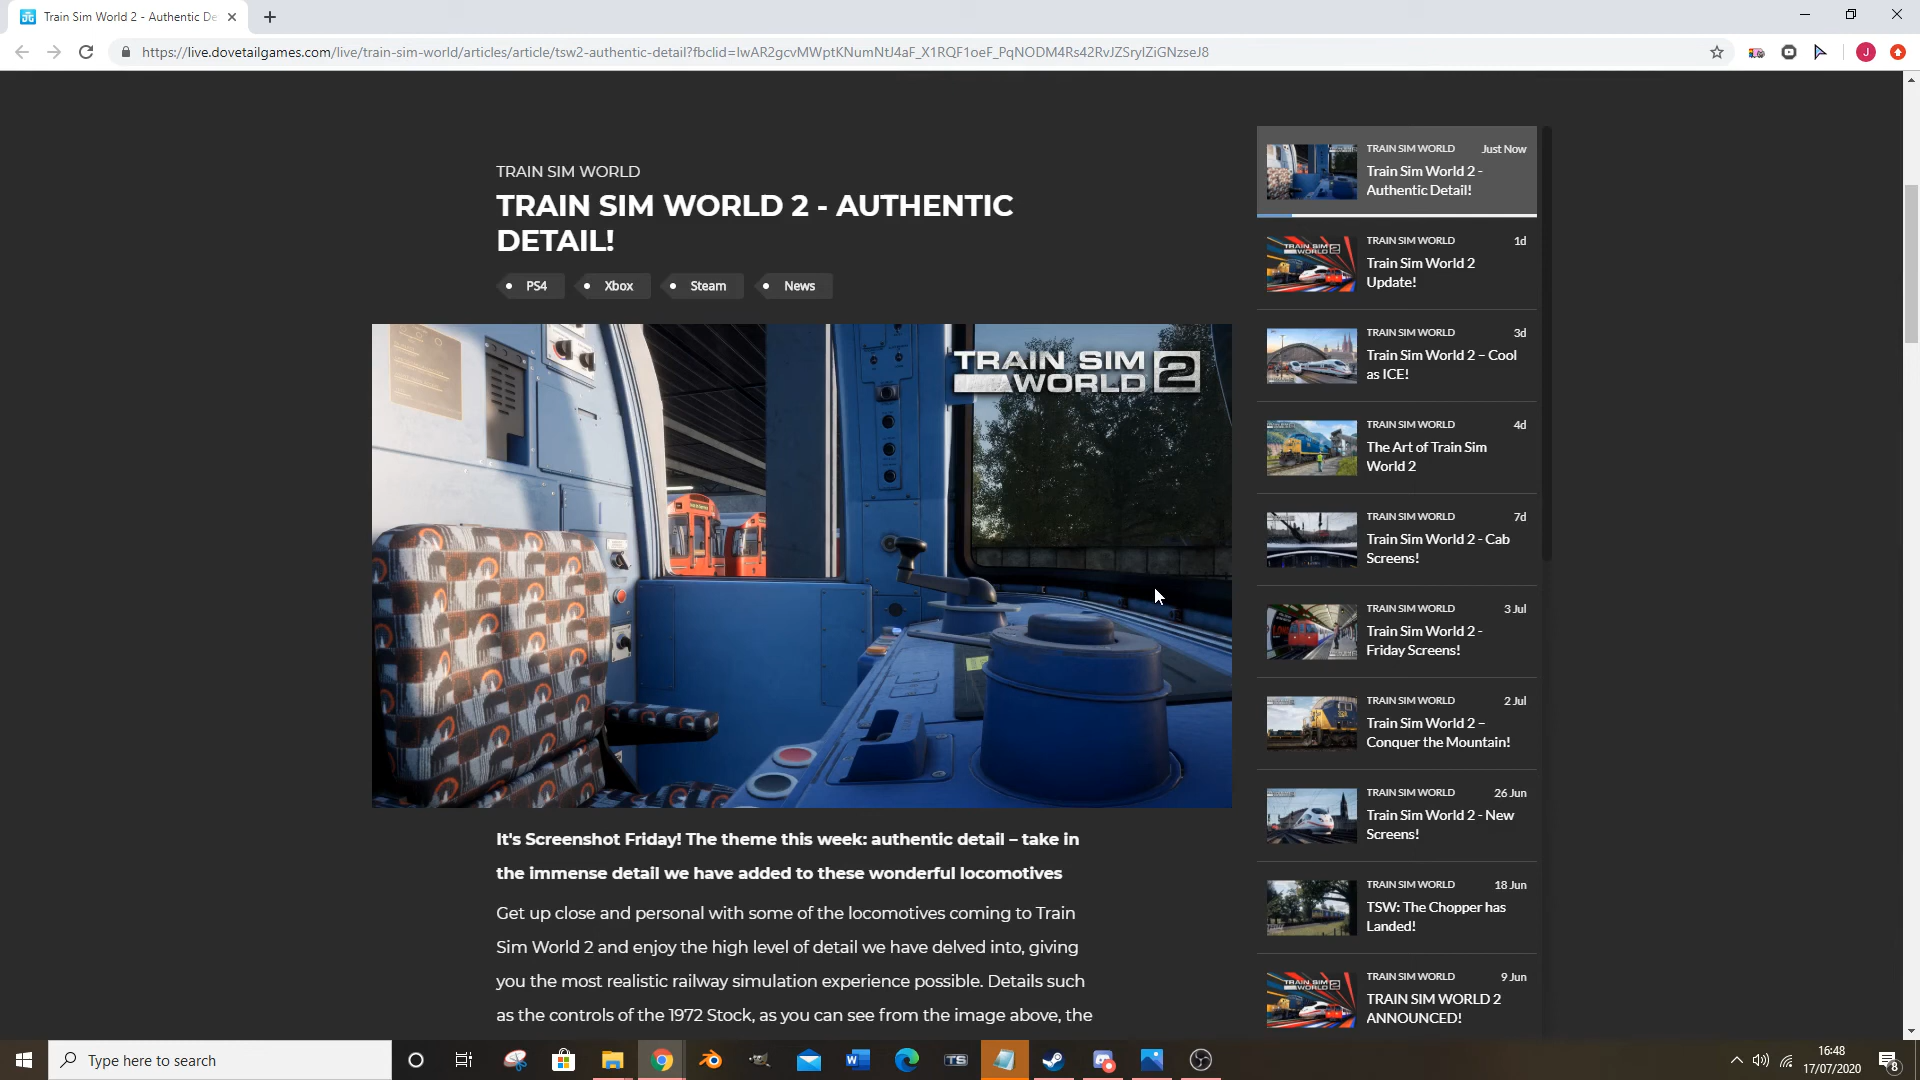 Train Sim World 2 - Authentic De
https://live.dovetailgames.com/live/train-sim-world/articles/article/tsw2-authentic-detail?fbclid=IwAR2gcvMWptKNumNtJ4aF_X1RQF1oeF_PqNODM4Rs42RvJZSrylZiGNzseJ8
J
TRAIN SIM WORLD
TRAIN SIM WORLD 2 - AUTHENTIC
DETAIL!
PS4
Xbox
Steam
News
TRAIN SIM
WORLD 2
It's Screenshot Friday! The theme this week: authentic detail – take in
the immense detail we have added to these wonderful locomotives
Get up close and personal with some of the locomotives coming to Train
Sim World 2 and enjoy the high level of detail we have delved into, giving
you the most realistic railway simulation experience possible. Details such
as the controls of the 1972 Stock, as you can see from the image above, the
TRAIN SIM WORLD Just Now
Train Sim World 2 -
Authentic Detail!
TRAIN SIM WORLD 1d
Train Sim World 2
Update!
TRAIN SIM WORLD 3d
Train Sim World 2 – Cool
as ICE!
TRAIN SIM WORLD 4d
The Art of Train Sim
World 2
TRAIN SIM WORLD 7d
Train Sim World 2 - Cab
Screens!
TRAIN SIM WORLD 3 Jul
Train Sim World 2 -
Friday Screens!
TRAIN SIM WORLD 2 Jul
Train Sim World 2 –
Conquer the Mountain!
TRAIN SIM WORLD 26 Jun
Train Sim World 2 - New
Screens!
TRAIN SIM WORLD 18 Jun
TSW: The Chopper has
Landed!
TRAIN SIM WORLD 9 Jun
TRAIN SIM WORLD 2
ANNOUNCED!
Type here to search
TS
16:48
17/07/2020
8